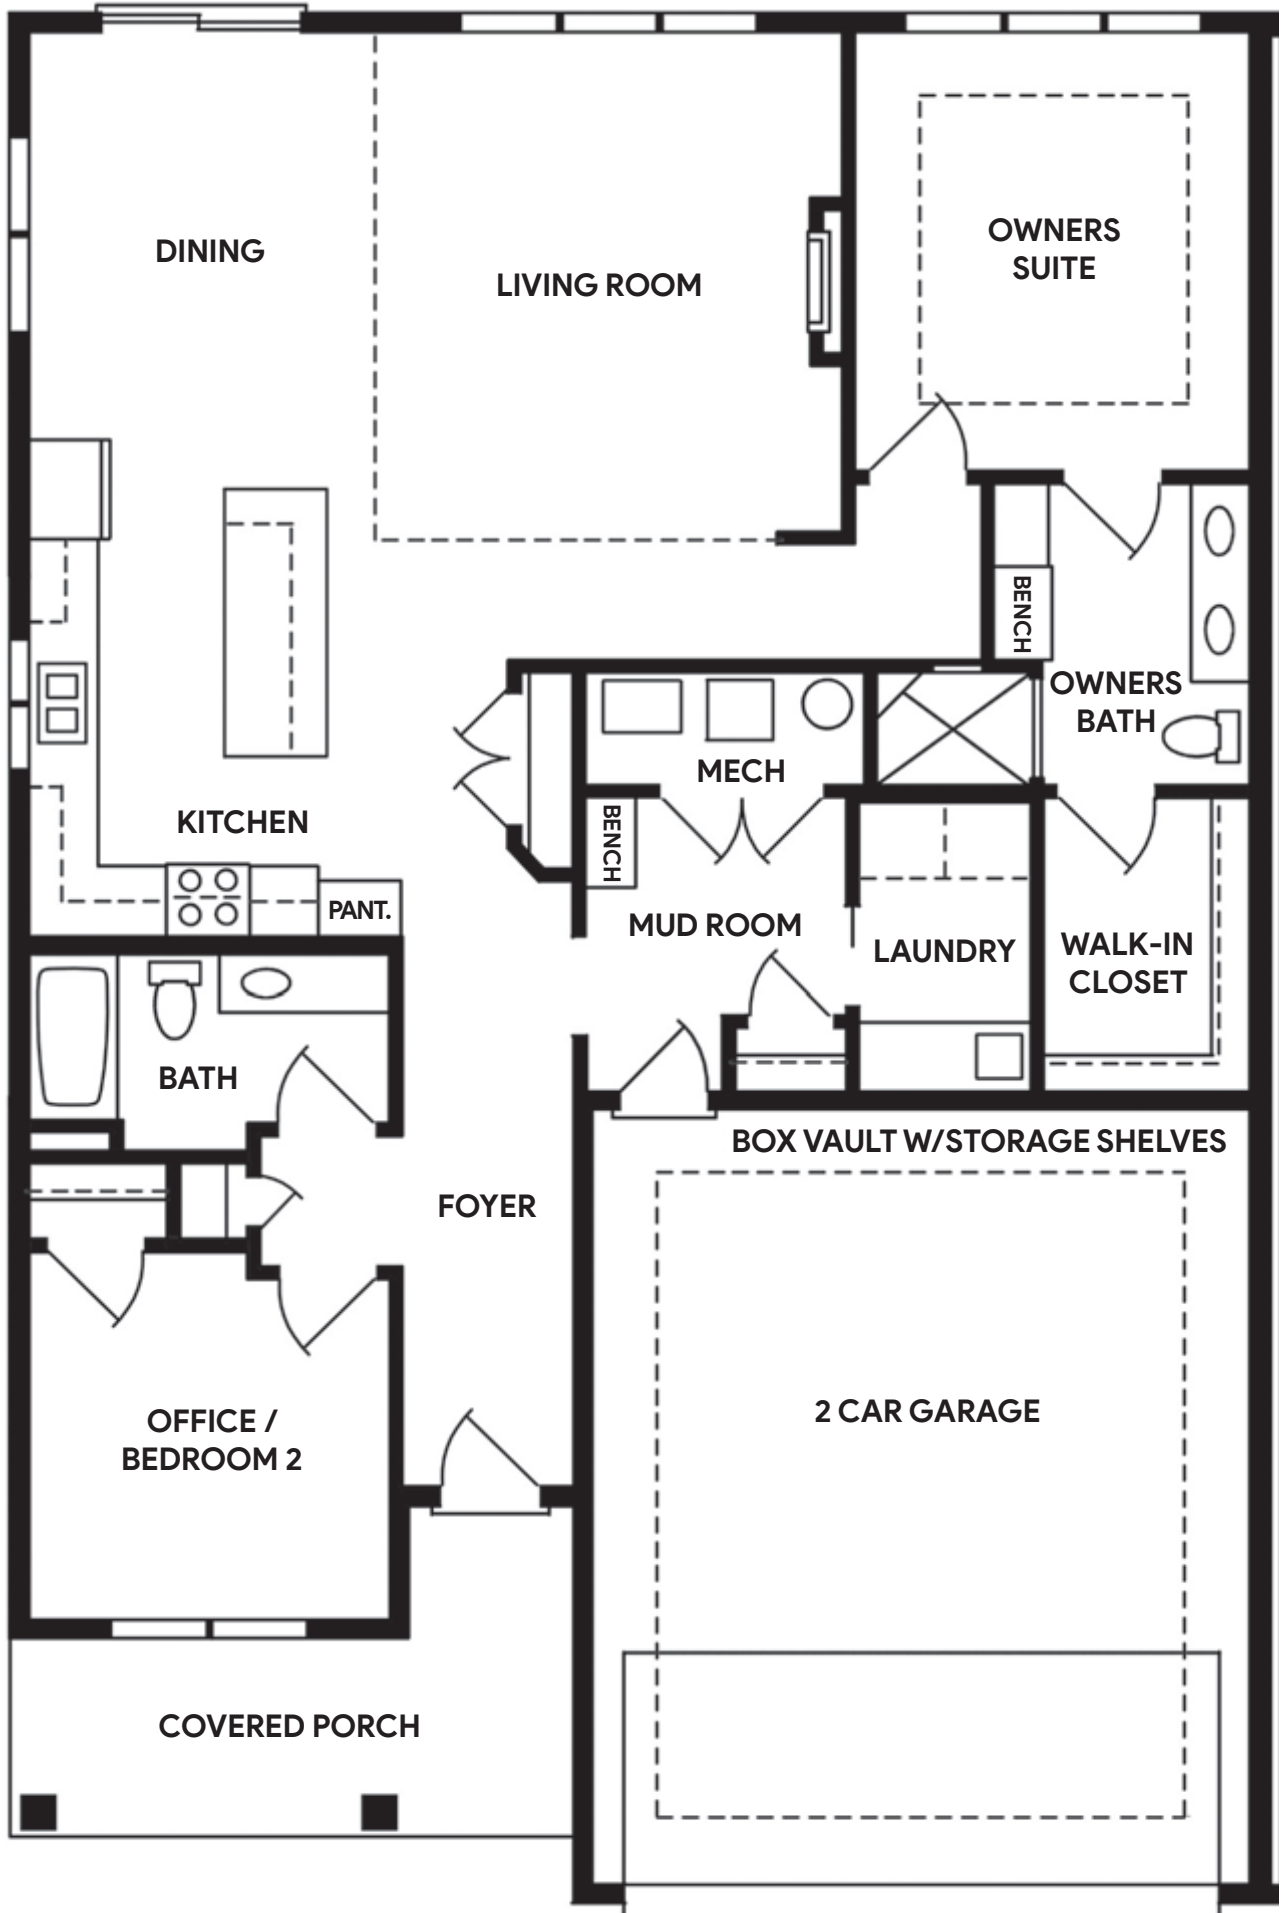 DINING
LIVING ROOM
OWNERS
SUITE
BENCH
OWNERS
BATH
MECH
KITCHEN
BENCH
PANT.
MUD ROOM
LAUNDRY
WALK-IN
CLOSET
BATH
BOX VAULT W/STORAGE SHELVES
FOYER
OFFICE /
BEDROOM 2
2 CAR GARAGE
COVERED PORCH